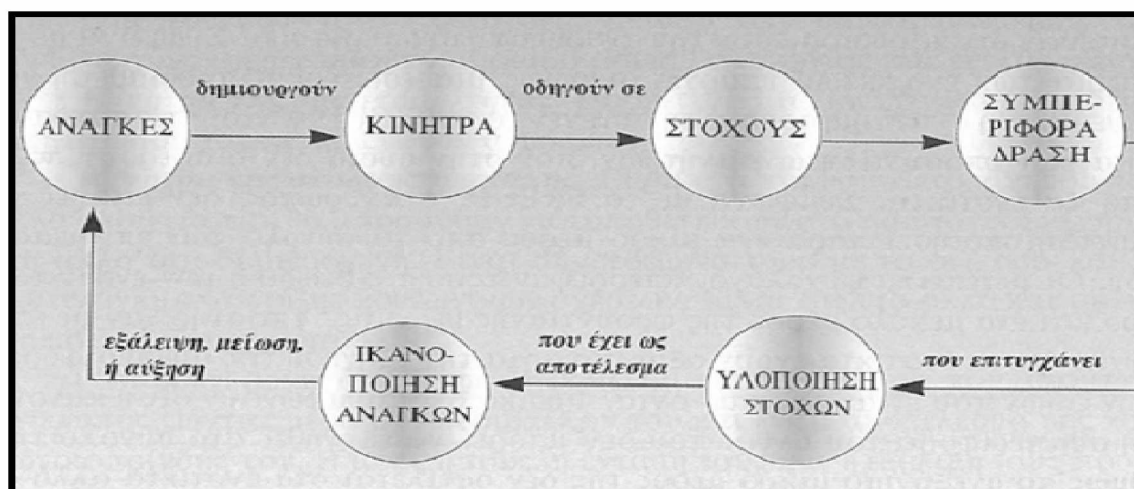 ΑΝΑΓΚΕΣ
δημιουργούν
ΚΙΝΗΤΡΑ
οδηγούν σε
ΣΤΟΧΟΥΣ
ΣΥΜΠΕ-
ΡΙΦΟΡΑ
ΔΡΑΣΗ
που επιτυγχάνει
ΥΛΟΠΟΙΗΣΗ
ΣΤΟΧΩΝ
που έχει ως
αποτέλεσμα
ΙΚΑΝΟ-
ΠΟΙΗΣΗ
ΑΝΑΓΚΩΝ
εξάλειψη, μείωση,
ή αύξηση